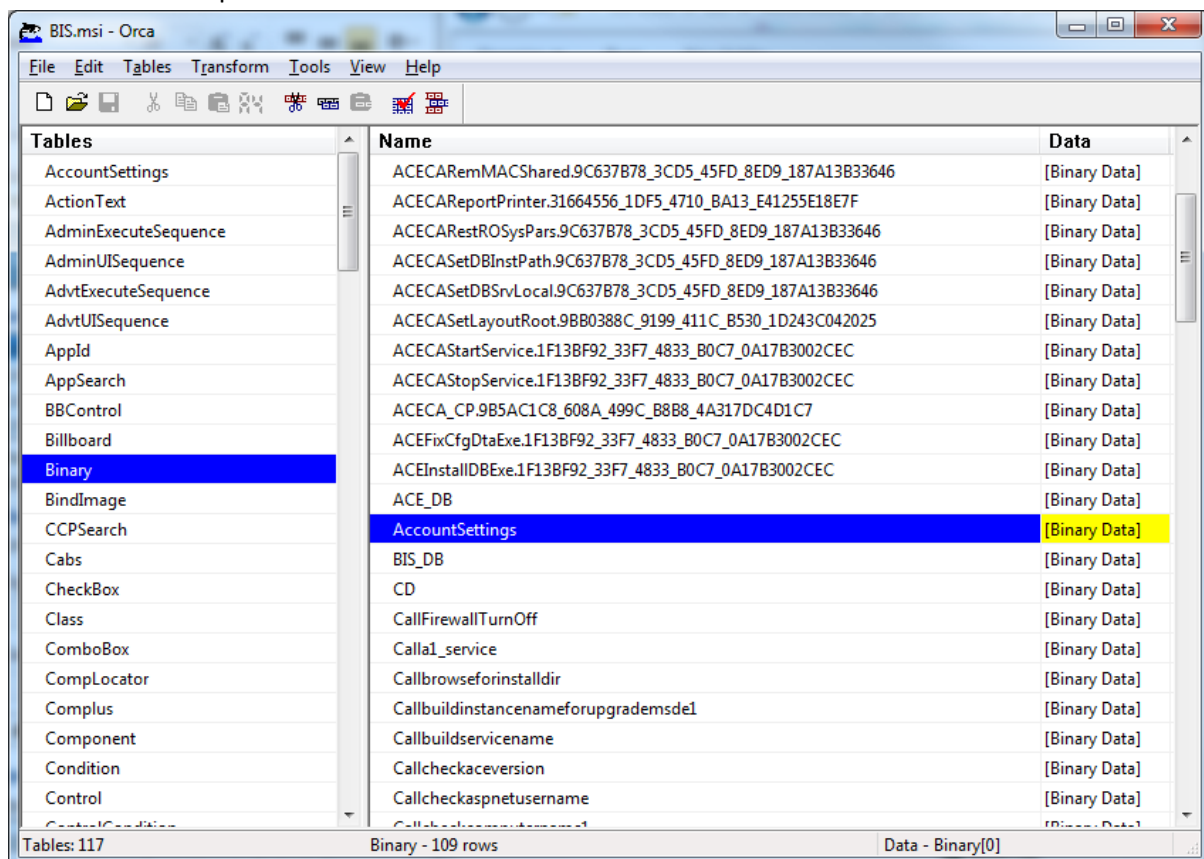 BIS.msi - Orca
File Edit Tables Transform Tools View Help
Tables Name Data
AccountSettings ACECARemMACShared.9C637B78_3CD5_45FD_8ED9_187A13B33646 [Binary Data]
ActionText ACECAReportPrinter.31664556_1DF5_4710_BA13_E41255E18E7F [Binary Data]
AdminExecuteSequence ACECARestROSysPars.9C637B78_3CD5_45FD_8ED9_187A13B33646 [Binary Data]
AdminUISequence ACECASetDBInstPath.9C637B78_3CD5_45FD_8ED9_187A13B33646 [Binary Data]
AdvtExecuteSequence ACECASetDBSrvLocal.9C637B78_3CD5_45FD_8ED9_187A13B33646 [Binary Data]
AdvtUISequence ACECASetLayoutRoot.9BB0388C_9199_411C_B530_1D243C042025 [Binary Data]
AppId ACECAStartService.1F13BF92_33F7_4833_B0C7_0A17B3002CEC [Binary Data]
AppSearch ACECAStopService.1F13BF92_33F7_4833_B0C7_0A17B3002CEC [Binary Data]
BBControl ACECA_CP.9B5AC1C8_608A_499C_B8B8_4A317DC4D1C7 [Binary Data]
Billboard ACEFixCfgDtaExe.1F13BF92_33F7_4833_B0C7_0A17B3002CEC [Binary Data]
Binary ACEInstallDBExe.1F13BF92_33F7_4833_B0C7_0A17B3002CEC [Binary Data]
BindImage ACE_DB [Binary Data]
CCPSearch AccountSettings [Binary Data]
Cabs BIS_DB [Binary Data]
CheckBox CD [Binary Data]
Class CallFirewallTurnOff [Binary Data]
ComboBox Calla1_service [Binary Data]
CompLocator Callbrowseforinstalldir [Binary Data]
Complus Callbuildinstancenameforupgrademsde1 [Binary Data]
Component Callbuildservicename [Binary Data]
Condition Callcheckaceversion [Binary Data]
Control Callcheckaspnetusername [Binary Data]
Tables: 117 Binary - 109 rows Data - Binary[0]